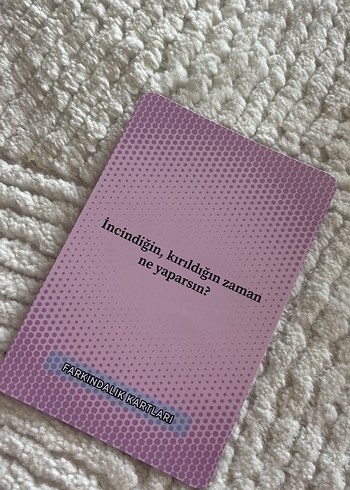 İncindiğin, kırıldığın zaman
ne yaparsın?
FARKINDALIK KARTLARI